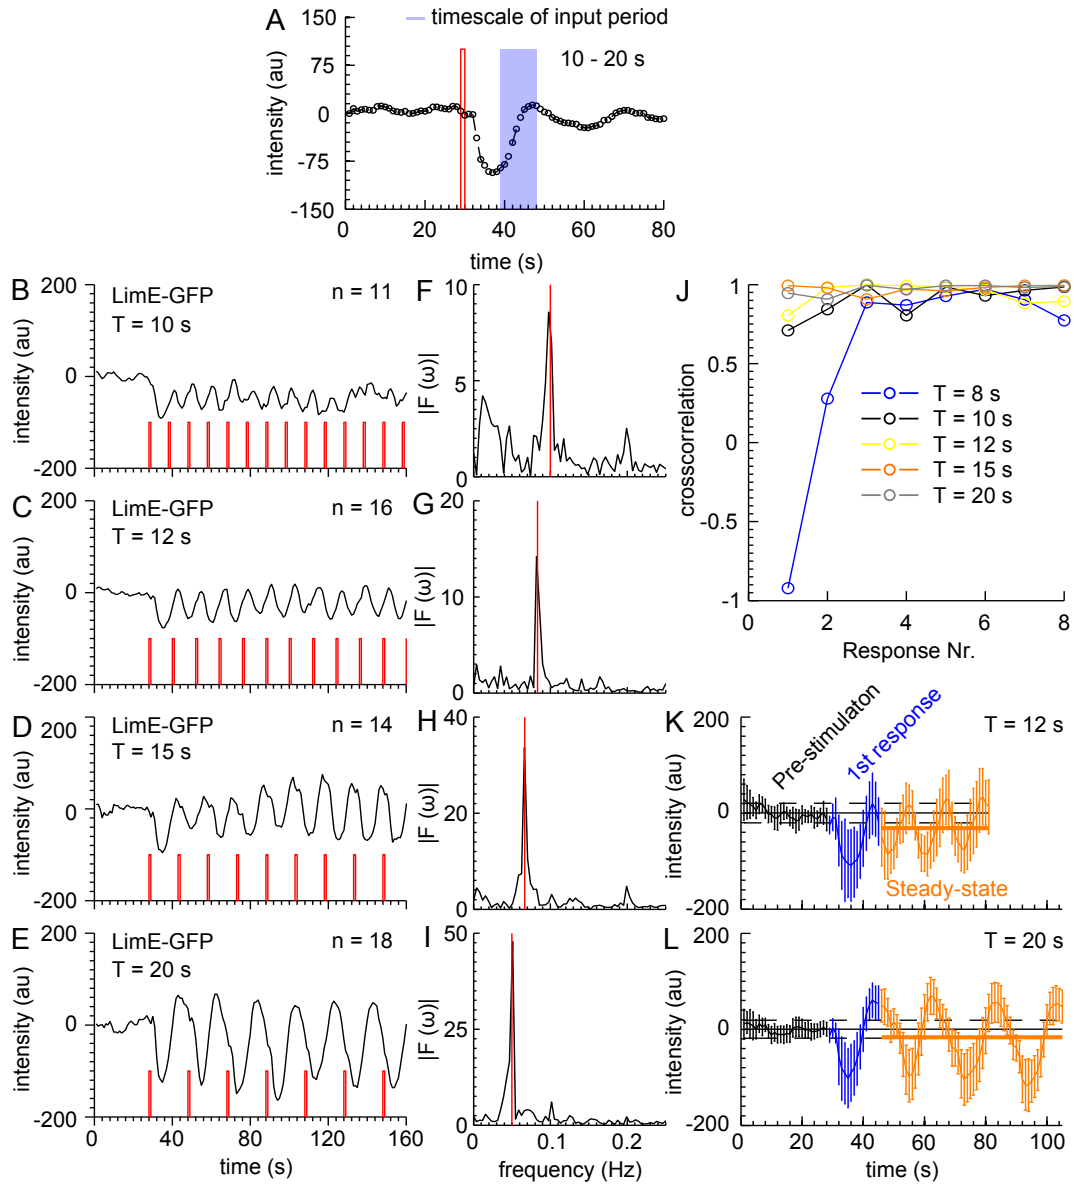 A
timescale of input period
10 - 20 s
150
75
0
-75
-150
intensity (au)
0 20 40 60 80
time (s)
B
LimE-GFP
T = 10 s
n = 11
200
0
-200
intensity (au)
F
10
5
0
|F (ω)|
J
1
0.5
0
-0.5
-1
crosscorrelation
T = 8 s
T = 10 s
T = 12 s
T = 15 s
T = 20 s
2 4 6 8
Response Nr.
C
LimE-GFP
T = 12 s
n = 16
200
0
-200
intensity (au)
G
20
10
0
|F (ω)|
D
LimE-GFP
T = 15 s
n = 14
200
0
-200
intensity (au)
H
40
20
0
|F (ω)|
K
Pre-stimulaton
1st response
T = 12 s
Steady-state
200
0
-200
intensity (au)
E
LimE-GFP
T = 20 s
n = 18
200
0
-200
intensity (au)
0 40 80 120 160
time (s)
I
50
25
0
|F (ω)|
0.1 0.2
frequency (Hz)
L
T = 20 s
200
0
-200
intensity (au)
0 20 40 60 80 100
time (s)